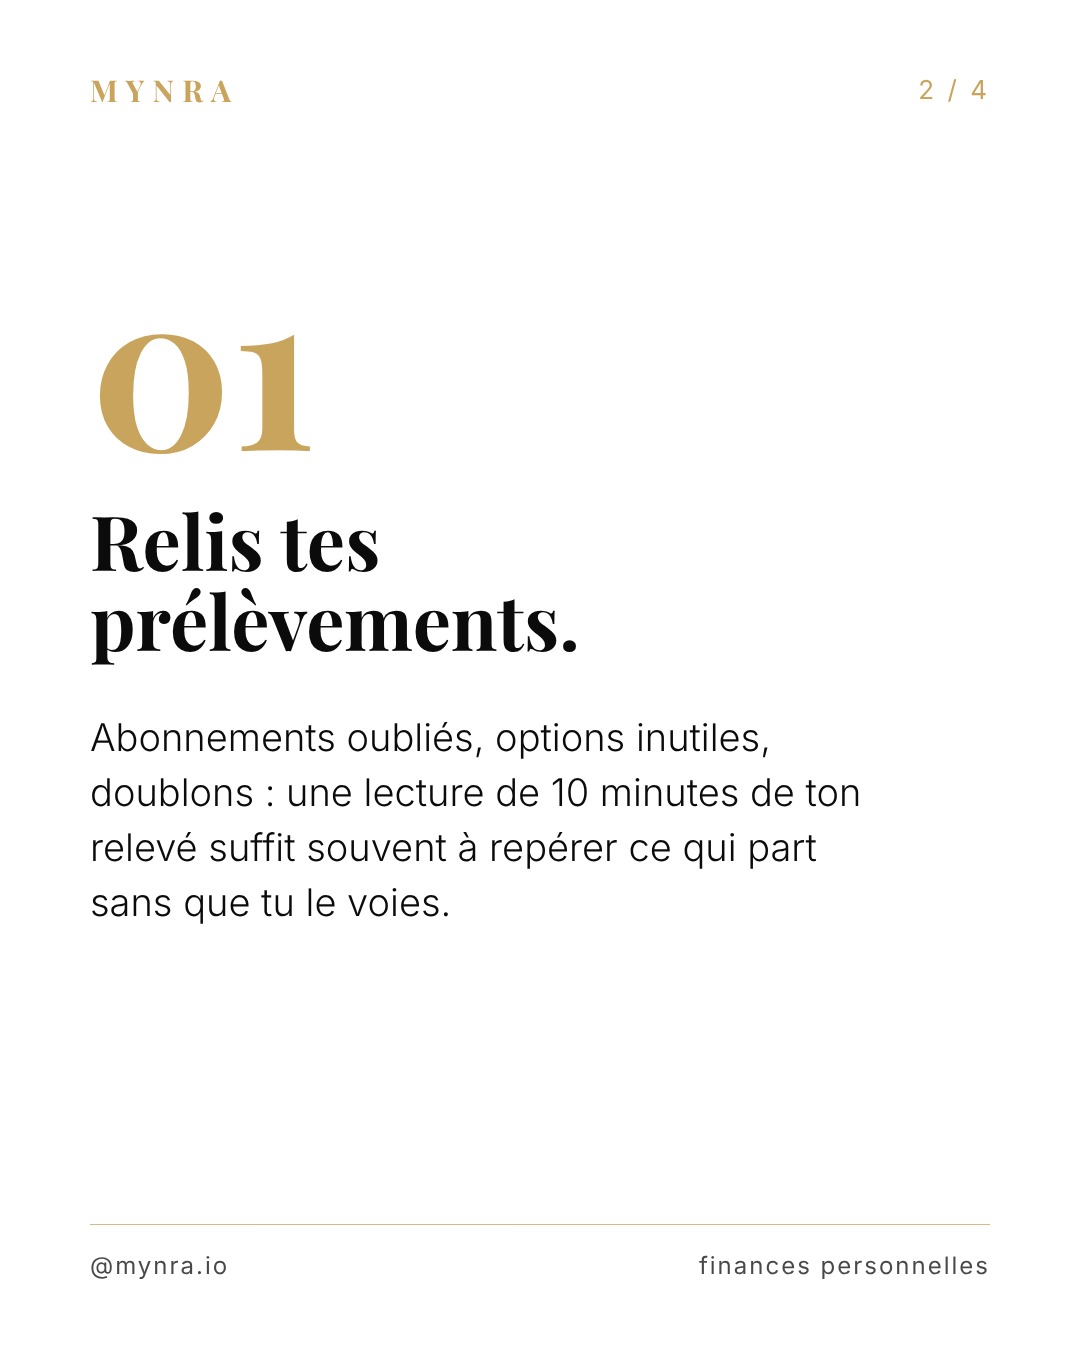 MYNRA
2 / 4
01
Relis tes
prélèvements.
Abonnements oubliés, options inutiles,
doublons : une lecture de 10 minutes de ton
relevé suffit souvent à repérer ce qui part
sans que tu le voies.
@mynra.io
finances personnelles